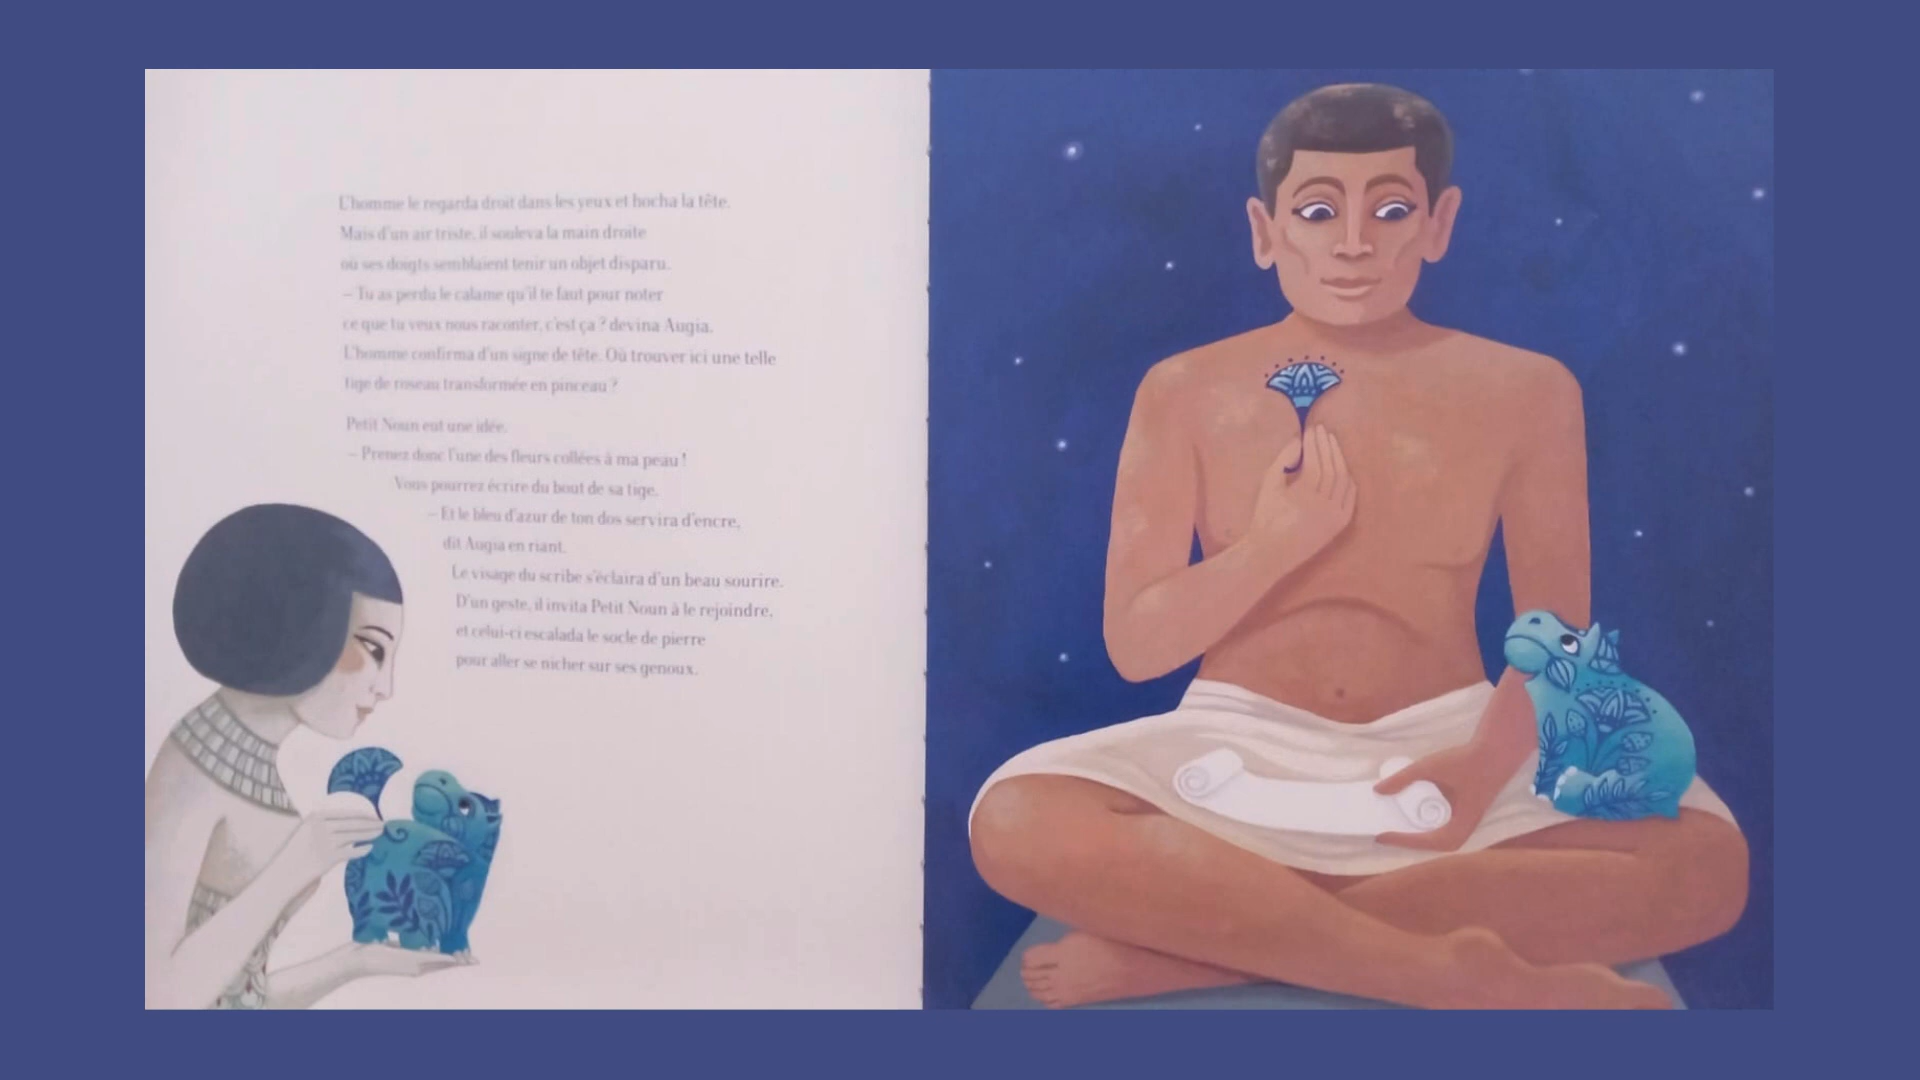 L'homme le regarda droit dans les yeux et hocha la tête.
Mais d'un air triste, il souleva la main droite
où ses doigts semblaient tenir un objet disparu.
– Tu as perdu le calame qu'il te faut pour noter
ce que tu veux nous raconter, c'est ça ? devina Augia.
L'homme confirma d'un signe de tête. Où trouver ici une telle
tige de roseau transformée en pinceau ?
Petit Noun eut une idée.
– Prenez donc l'une des fleurs collées à ma peau !
Vous pourrez écrire du bout de sa tige.
– Et le bleu d'azur de ton dos servira d'encre,
dit Augia en riant.
Le visage du scribe s'éclaira d'un beau sourire.
D'un geste, il invita Petit Noun à le rejoindre,
et celui-ci escalada le socle de pierre
pour aller se nicher sur ses genoux.